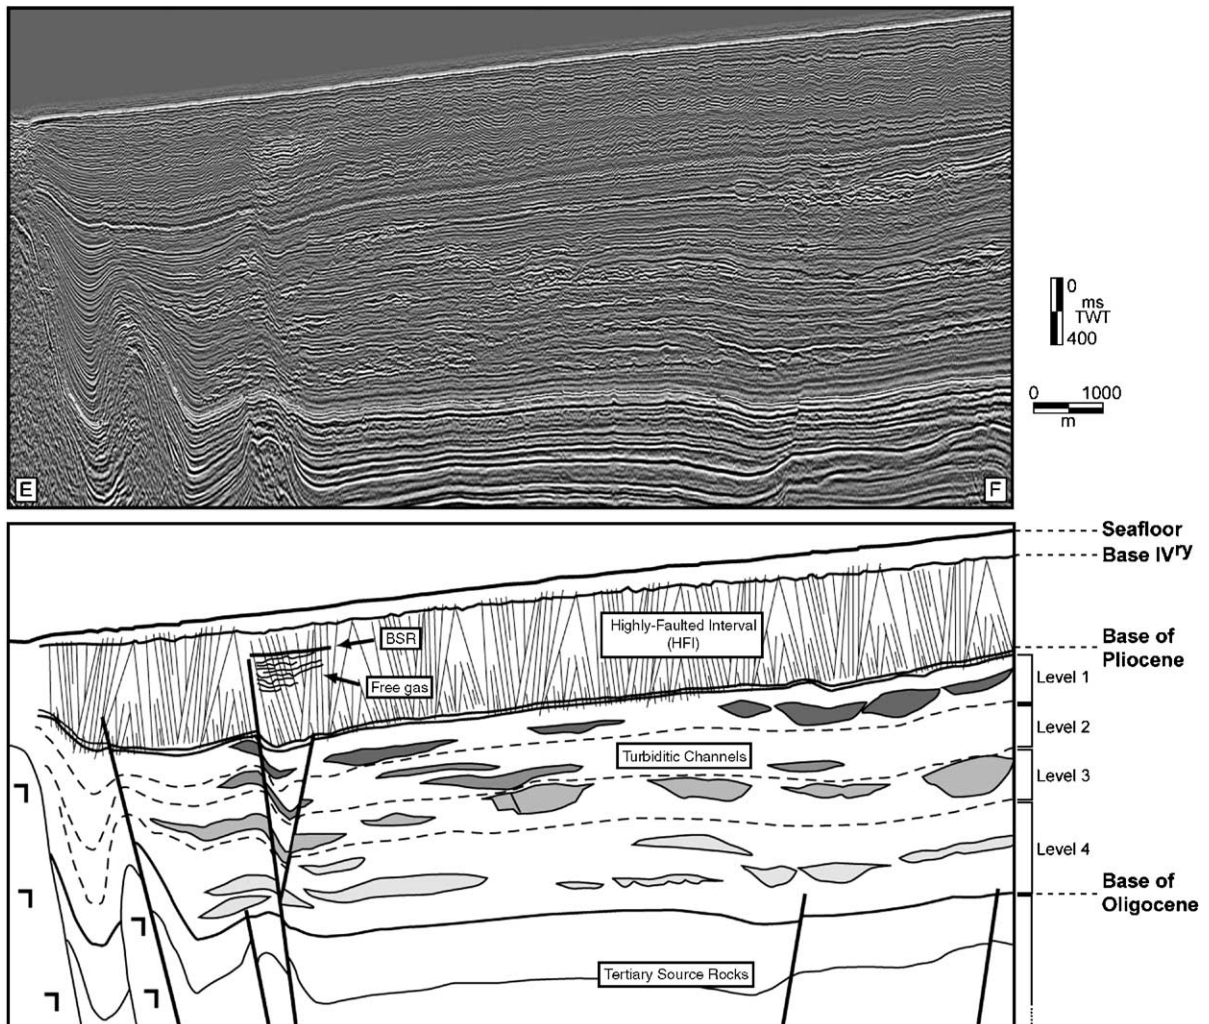 0
ms
TWT
400
0 1000
m
E
F
Seafloor
Base IVry
BSR
Highly-Faulted Interval
(HFI)
Base of
Pliocene
Free gas
Level 1
Level 2
Turbiditic Channels
Level 3
Level 4
Base of
Oligocene
Tertiary Source Rocks